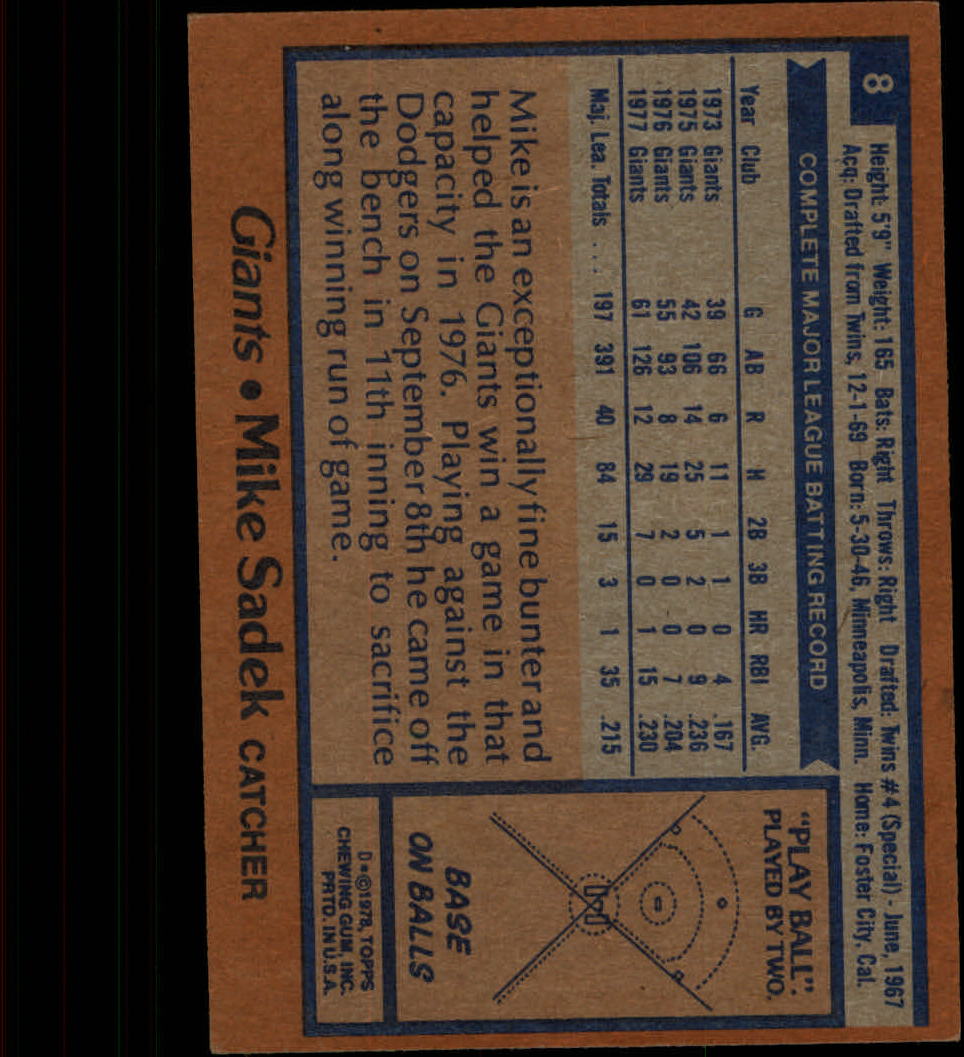 8
Height: 5'9" Weight: 165 Bats: Right Throws: Right Drafted: Twins #4 (Special) - June, 1967
Acq: Drafted from Twins, 12-1-69 Born: 5-30-46, Minneapolis, Minn. Home: Foster City, Cal.
COMPLETE MAJOR LEAGUE BATTING RECORD
Year Club G AB R H 2B 3B HR RBI AVG.
1973 Giants 39 66 6 11 1 1 0 4 .167
1975 Giants 42 106 14 25 5 2 0 9 .236
1976 Giants 55 93 8 19 2 0 0 7 .204
1977 Giants 61 126 12 29 7 0 1 15 .230
Maj. Lea. Totals . . . 197 391 40 84 15 3 1 35 .215
Mike is an exceptionally fine bunter and
helped the Giants win a game in that
capacity in 1976. Playing against the
Dodgers on September 8th he came off
the bench in 11th inning to sacrifice
along winning run of game.
"PLAY BALL":
PLAYED BY TWO.
BASE
ON BALLS
D*©1978, TOPPS
CHEWING GUM, INC.
PRTD. IN U.S.A.
Giants • Mike Sadek CATCHER